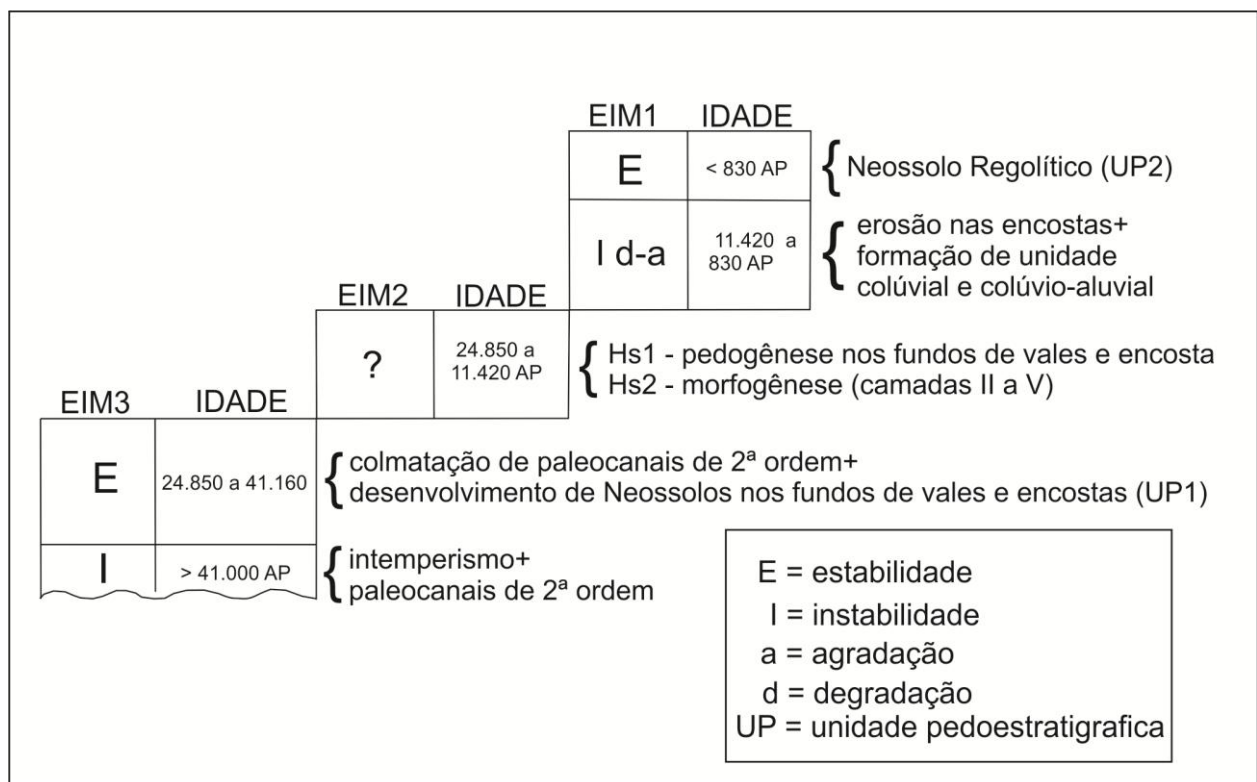 EIM1 IDADE
E < 830 AP { Neossolo Regolítico (UP2)
I d-a 11.420 a
830 AP
{ erosão nas encostas+
formação de unidade
colúvial e colúvio-aluvial
EIM2 IDADE
? 24.850 a
11.420 AP
{ Hs1 - pedogênese nos fundos de vales e encosta
Hs2 - morfogênese (camadas II a V)
EIM3 IDADE
E 24.850 a 41.160
{ colmatação de paleocanais de 2ª ordem+
desenvolvimento de Neossolos nos fundos de vales e encostas (UP1)
I > 41.000 AP
{ intemperismo+
paleocanais de 2ª ordem
E = estabilidade
I = instabilidade
a = agradação
d = degradação
UP = unidade pedoestratigrafica